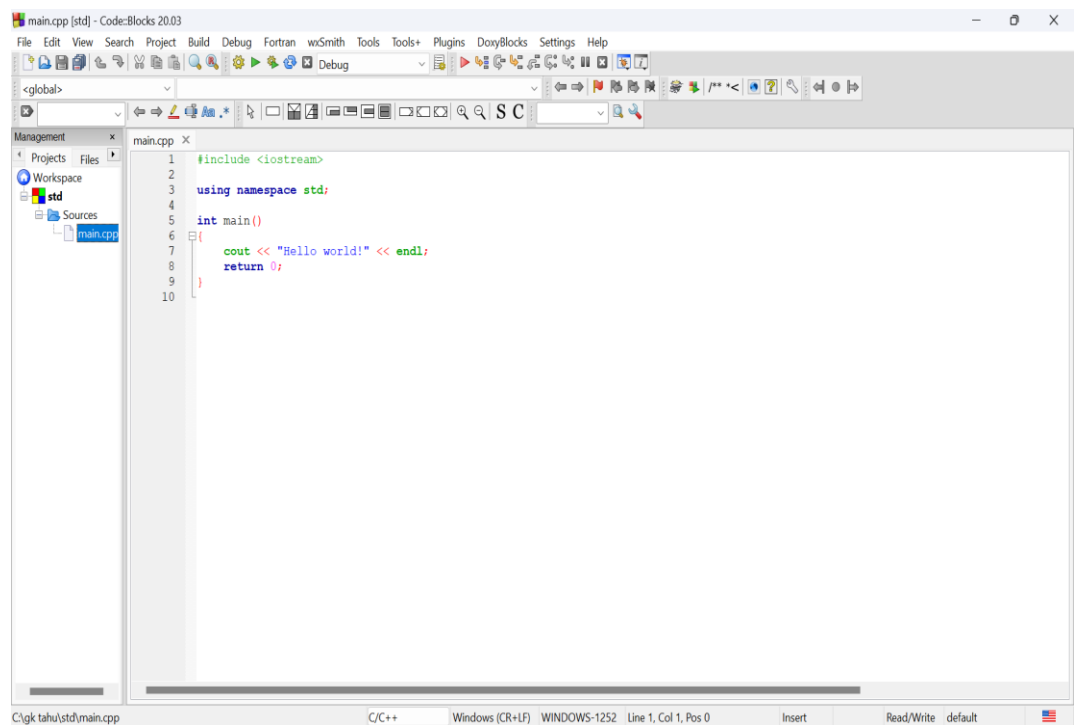 main.cpp [std] - Code::Blocks 20.03
File Edit View Search Project Build Debug Fortran wxSmith Tools Tools+ Plugins DoxyBlocks Settings Help
Debug
<global>
/** *<
Aa .* S C
Management
main.cpp
Projects Files
Workspace
std
Sources
main.cpp
1 #include <iostream>
2
3 using namespace std;
4
5 int main()
6 {
7 cout << "Hello world!" << endl;
8 return 0;
9 }
10
C:\gk tahu\std\main.cpp C/C++ Windows (CR+LF) WINDOWS-1252 Line 1, Col 1, Pos 0 Insert Read/Write default